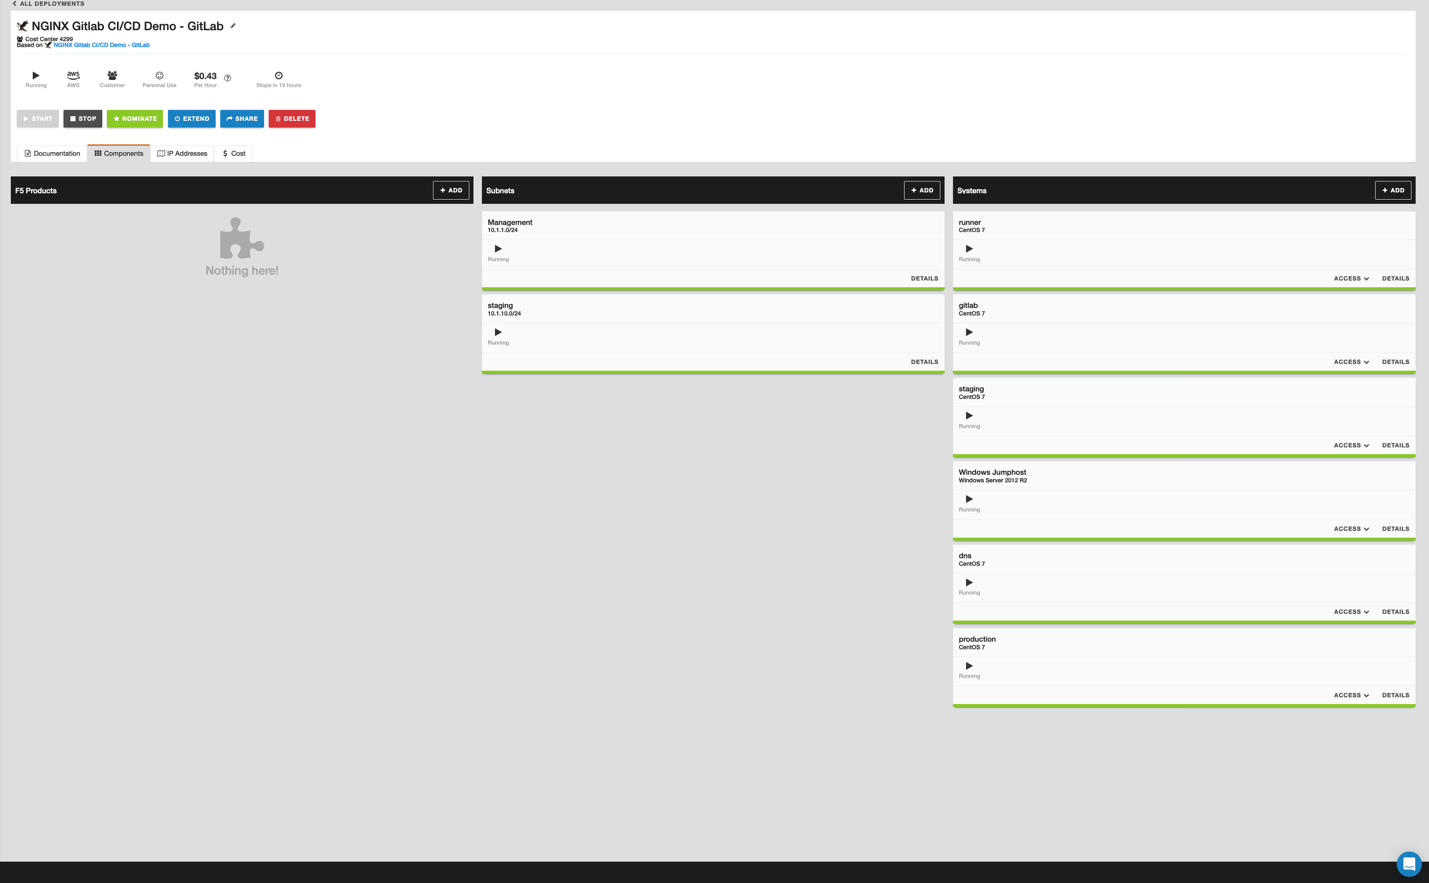 ALL DEPLOYMENTS
NGINX Gitlab CI/CD Demo - GitLab
Cost Center 4299
Based on NGINX Gitlab CI/CD Demo - GitLab
Running
aws
AWS
Customer
Personal Use
$0.43
Per Hour
Stops in 19 hours
START
STOP
NOMINATE
EXTEND
SHARE
DELETE
Documentation
Components
IP Addresses
$ Cost
F5 Products
+ ADD
Nothing here!
Subnets
+ ADD
Management
10.1.1.0/24
Running
DETAILS
staging
10.1.10.0/24
Running
DETAILS
Systems
+ ADD
runner
CentOS 7
Running
ACCESS DETAILS
gitlab
CentOS 7
Running
ACCESS DETAILS
staging
CentOS 7
Running
ACCESS DETAILS
Windows Jumphost
Windows Server 2012 R2
Running
ACCESS DETAILS
dns
CentOS 7
Running
ACCESS DETAILS
production
CentOS 7
Running
ACCESS DETAILS